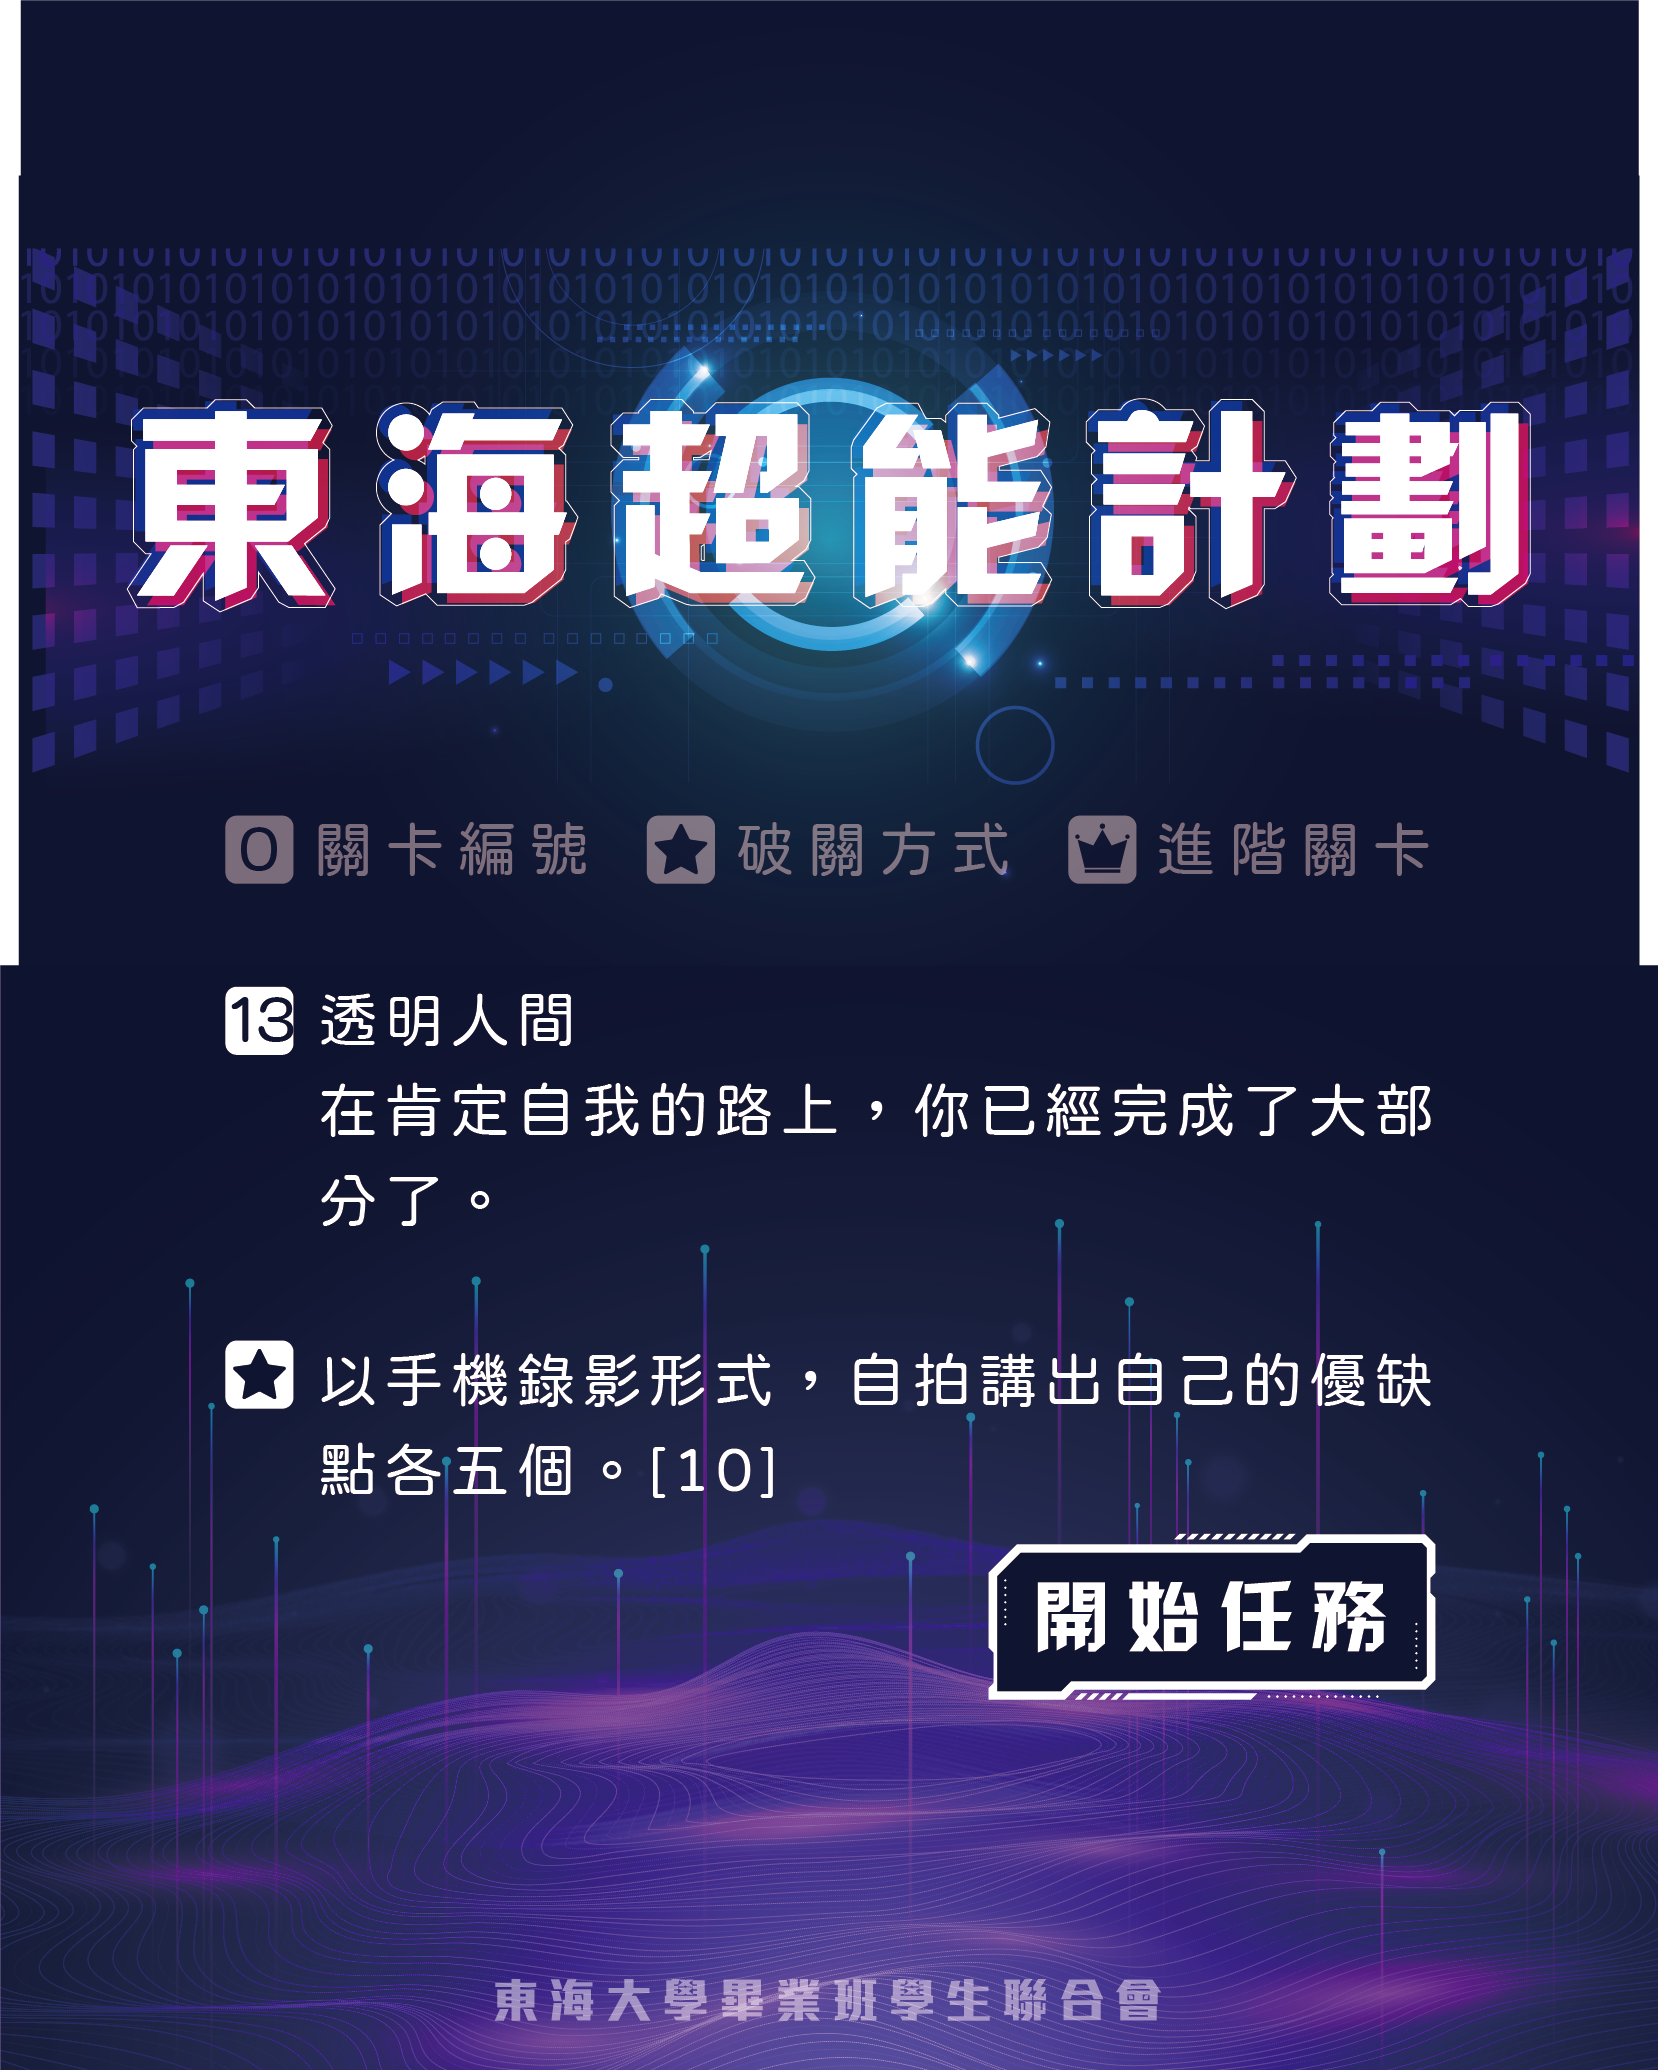 東海超能計劃
0 關卡編號 破關方式 進階關卡
13 透明人間
在肯定自我的路上，你已經完成了大部
分了。
以手機錄影形式，自拍講出自己的優缺
點各五個。[10]
開始任務
東海大學畢業班學生聯合會